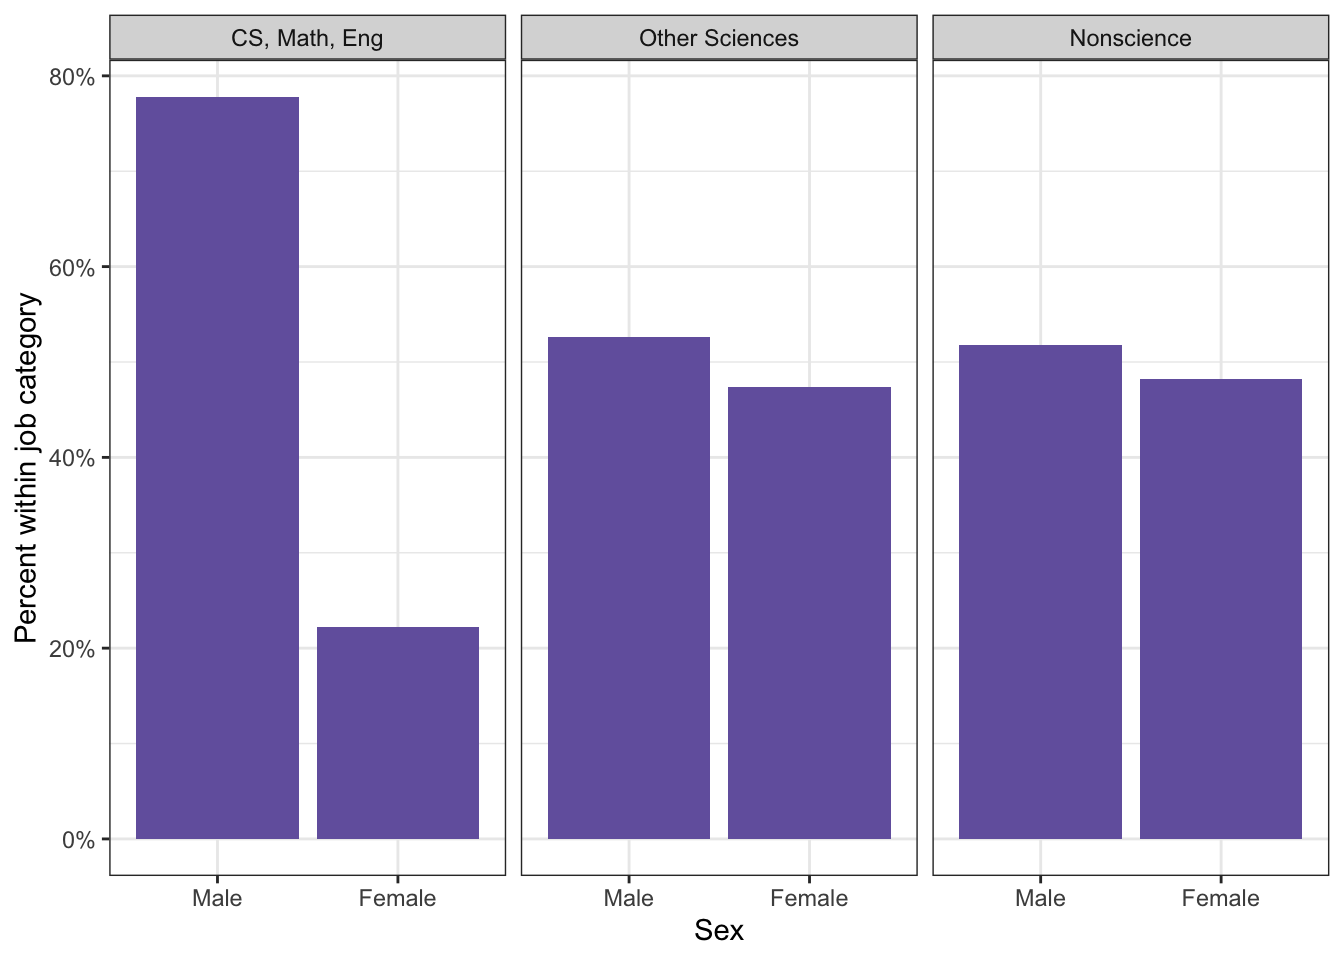 CS, Math, Eng
Other Sciences
Nonscience
Percent within job category
80%
60%
40%
20%
0%
Male
Female
Male
Female
Male
Female
Sex